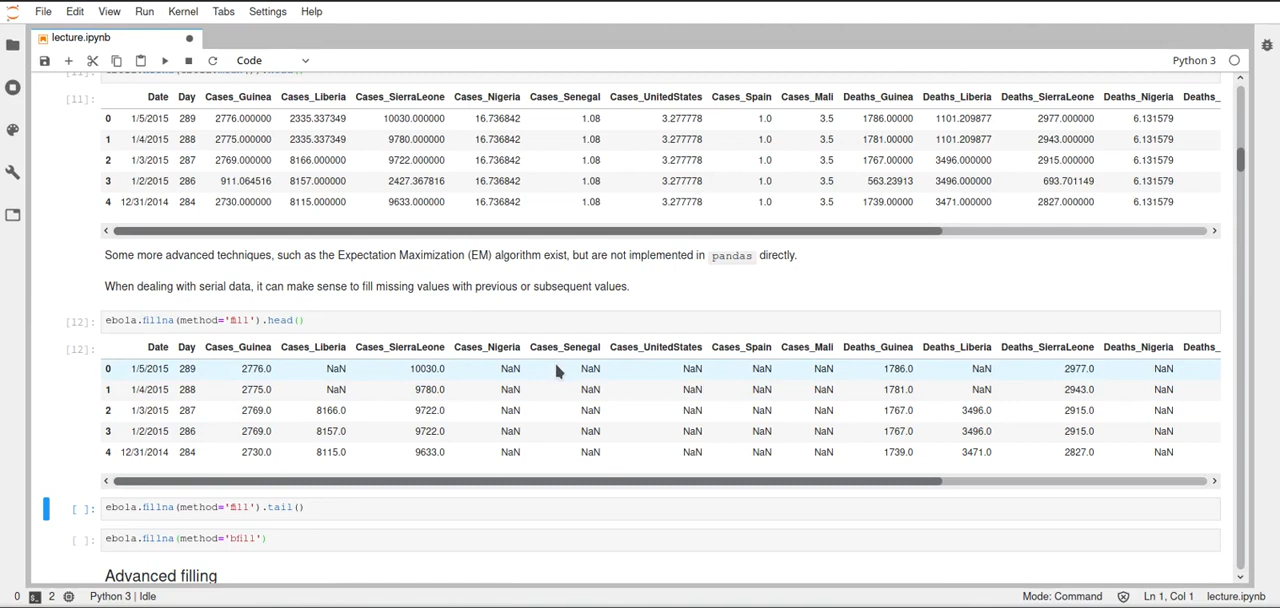 File Edit View Run Kernel Tabs Settings Help
lecture.ipynb
Code Python 3
[11]:
Date Day Cases_Guinea Cases_Liberia Cases_SierraLeone Cases_Nigeria Cases_Senegal Cases_UnitedStates Cases_Spain Cases_Mali Deaths_Guinea Deaths_Liberia Deaths_SierraLeone Deaths_Nigeria Deaths_
0 1/5/2015 289 2776.000000 2335.337349 10030.000000 16.736842 1.08 3.277778 1.0 3.5 1786.00000 1101.209877 2977.000000 6.131579
1 1/4/2015 288 2775.000000 2335.337349 9780.000000 16.736842 1.08 3.277778 1.0 3.5 1781.00000 1101.209877 2943.000000 6.131579
2 1/3/2015 287 2769.000000 8166.000000 9722.000000 16.736842 1.08 3.277778 1.0 3.5 1767.00000 3496.000000 2915.000000 6.131579
3 1/2/2015 286 911.064516 8157.000000 2427.367816 16.736842 1.08 3.277778 1.0 3.5 563.23913 3496.000000 693.701149 6.131579
4 12/31/2014 284 2730.000000 8115.000000 9633.000000 16.736842 1.08 3.277778 1.0 3.5 1739.00000 3471.000000 2827.000000 6.131579
Some more advanced techniques, such as the Expectation Maximization (EM) algorithm exist, but are not implemented in pandas directly.
When dealing with serial data, it can make sense to fill missing values with previous or subsequent values.
[12]: ebola.fillna(method='ffill').head()
[12]:
Date Day Cases_Guinea Cases_Liberia Cases_SierraLeone Cases_Nigeria Cases_Senegal Cases_UnitedStates Cases_Spain Cases_Mali Deaths_Guinea Deaths_Liberia Deaths_SierraLeone Deaths_Nigeria Deaths_
0 1/5/2015 289 2776.0 NaN 10030.0 NaN NaN NaN NaN NaN 1786.0 NaN 2977.0 NaN
1 1/4/2015 288 2775.0 NaN 9780.0 NaN NaN NaN NaN NaN 1781.0 NaN 2943.0 NaN
2 1/3/2015 287 2769.0 8166.0 9722.0 NaN NaN NaN NaN NaN 1767.0 3496.0 2915.0 NaN
3 1/2/2015 286 2769.0 8157.0 9722.0 NaN NaN NaN NaN NaN 1767.0 3496.0 2915.0 NaN
4 12/31/2014 284 2730.0 8115.0 9633.0 NaN NaN NaN NaN NaN 1739.0 3471.0 2827.0 NaN
[ ]: ebola.fillna(method='ffill').tail()
[ ]: ebola.fillna(method='bfill')
Advanced filling
0 2 Python 3 | Idle Mode: Command Ln 1, Col 1 lecture.ipynb